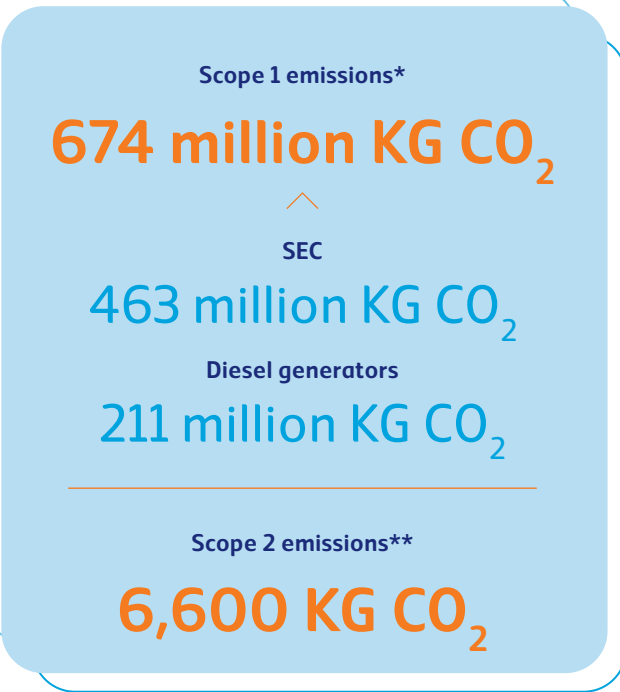 Scope 1 emissions*
674 million KG CO₂
SEC
463 million KG CO₂
Diesel generators
211 million KG CO₂
Scope 2 emissions**
6,600 KG CO₂